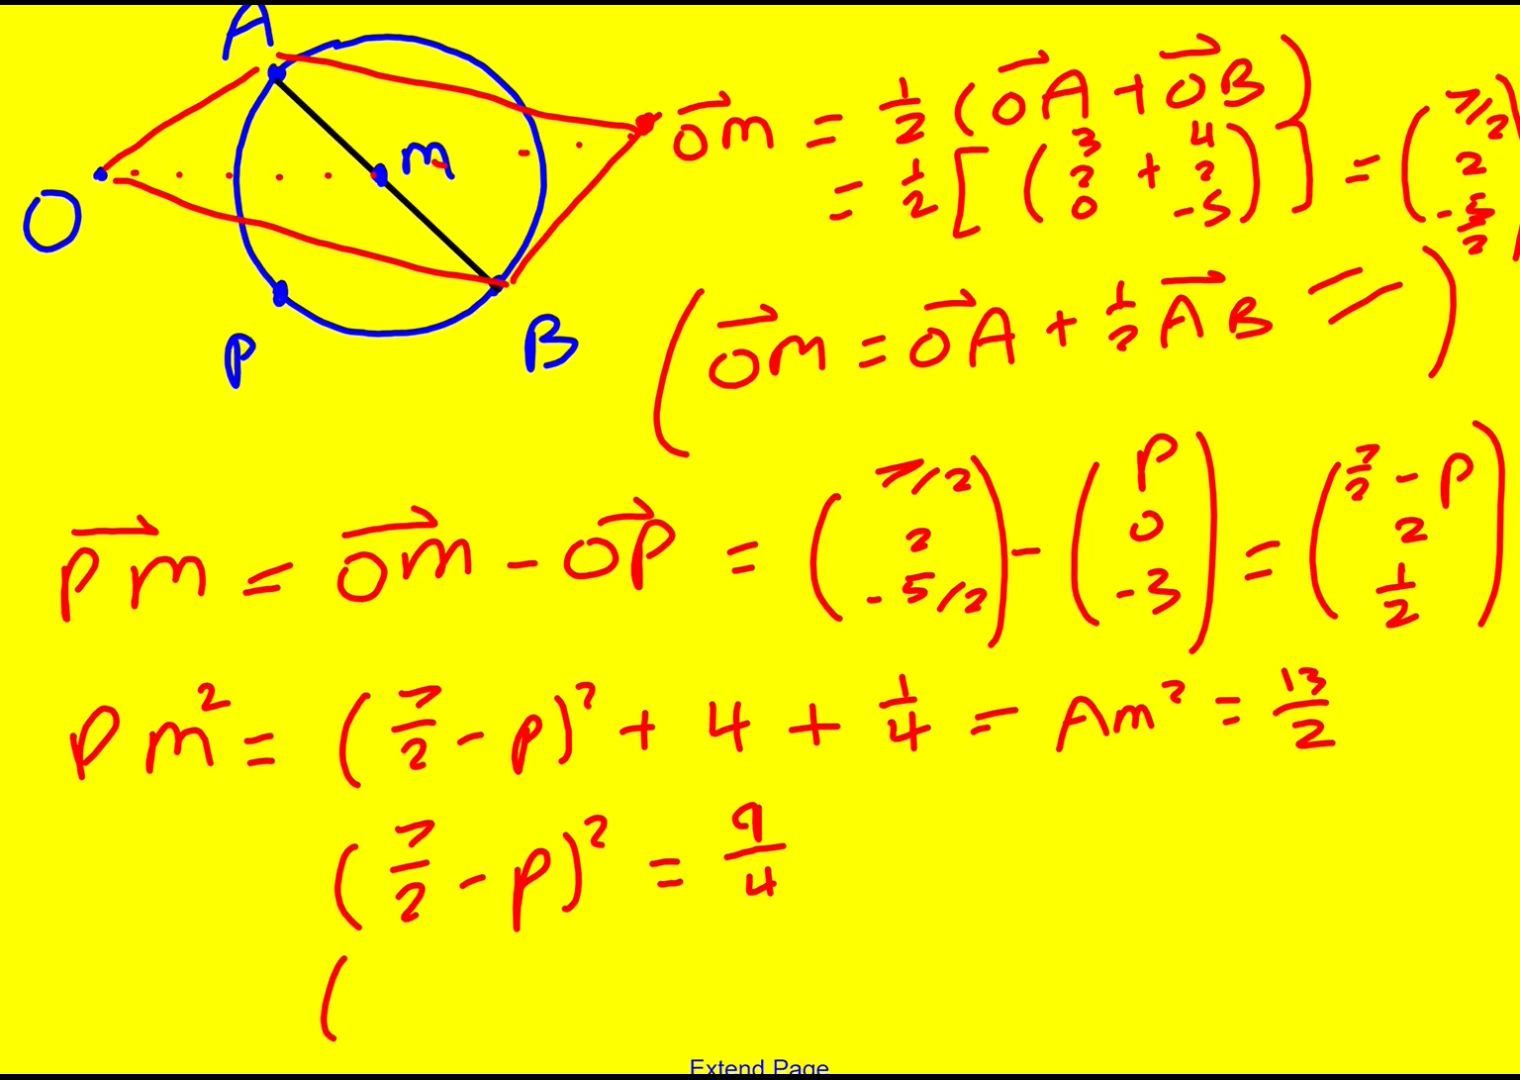 A
m
O
P
B
OM = 1/2 (OA + OB)
= 1/2 [ (3 2 0 + 4 2 -5) } = (7/2 2 -5/2)
( OM = OA + 1/2 AB = )
PM = OM - OP = (7/2 2 -5/2) - (P 0 -3) = (7/2 - P 2 1/2)
PM² = (7/2 - P)² + 4 + 1/4 = AM² = 13/2
(7/2 - P)² = 9/4
(
Extend Page